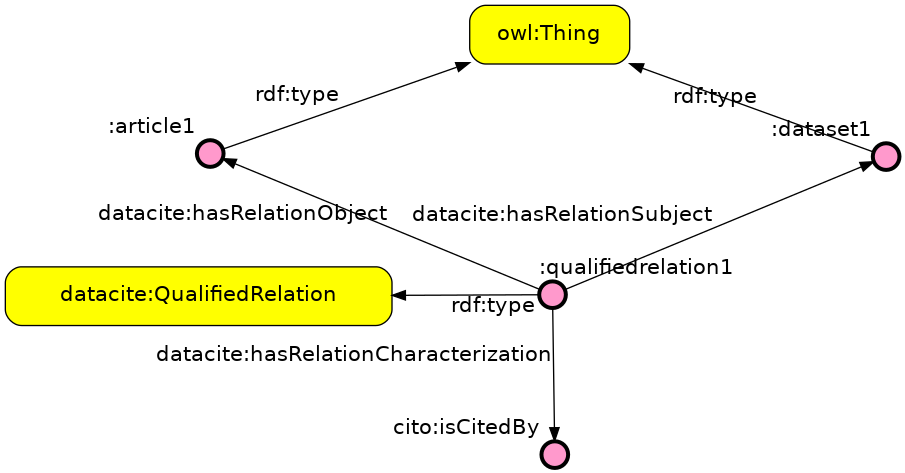 owl:Thing
rdf:type
rdf:type
:article1
:dataset1
datacite:hasRelationObject
datacite:hasRelationSubject
:qualifiedrelation1
datacite:QualifiedRelation
rdf:type
datacite:hasRelationCharacterization
cito:isCitedBy